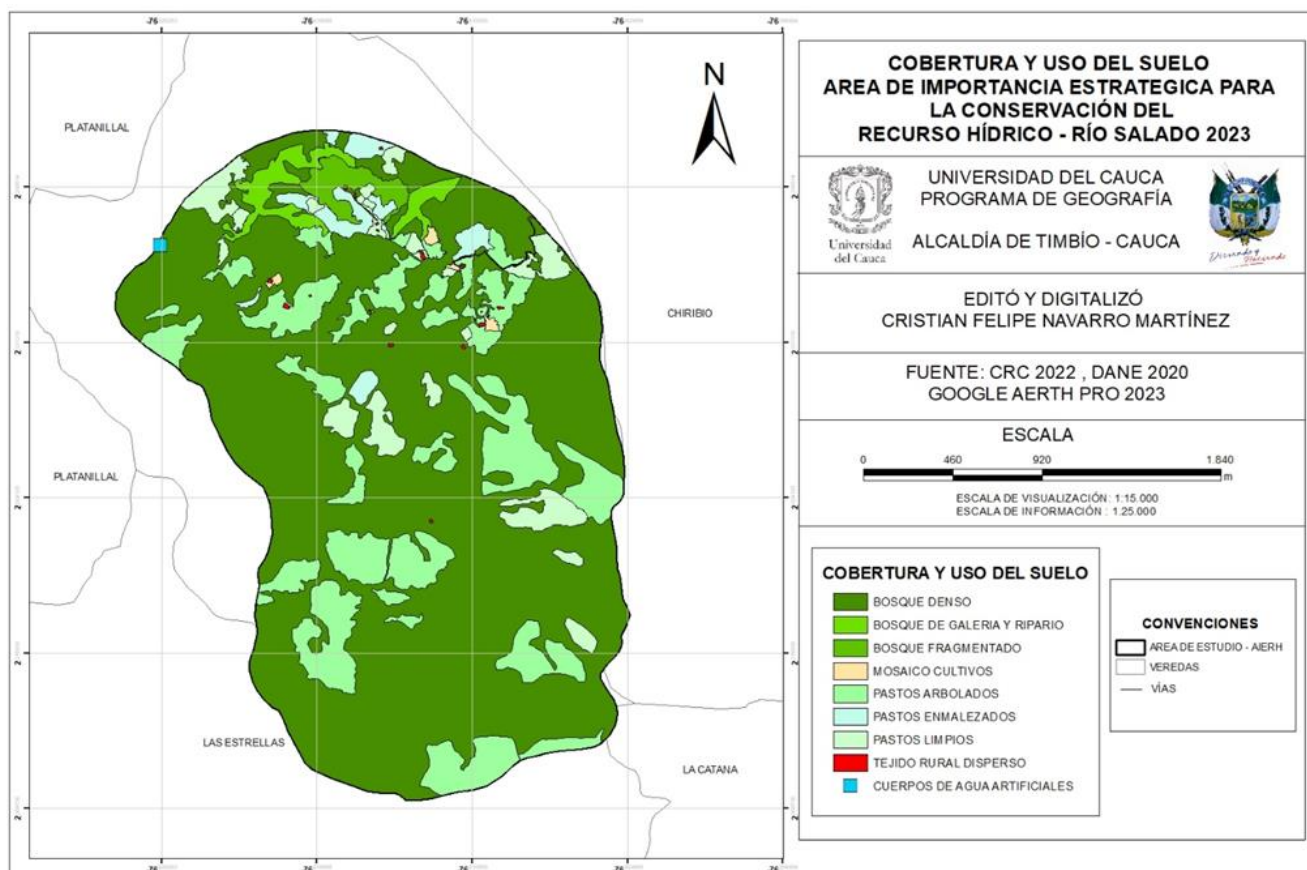 -76
-76
-76
-76
N
PLATANILLAL
2
2
2
2
2
CHIRIBIO
PLATANILLAL
LAS ESTRELLAS
LA CATANA
-76
-76
-76
-76
COBERTURA Y USO DEL SUELO
AREA DE IMPORTANCIA ESTRATEGICA PARA
LA CONSERVACIÓN DEL
RECURSO HÍDRICO - RÍO SALADO 2023
UNIVERSIDAD DEL CAUCA
PROGRAMA DE GEOGRAFÍA
ALCALDÍA DE TIMBÍO - CAUCA
Universidad
del Cauca
EDITÓ Y DIGITALIZÓ
CRISTIAN FELIPE NAVARRO MARTÍNEZ
FUENTE: CRC 2022 , DANE 2020
GOOGLE AERTH PRO 2023
ESCALA
0 460 920 1.840
m
ESCALA DE VISUALIZACIÓN : 1:15.000
ESCALA DE INFORMACIÓN : 1.25.000
COBERTURA Y USO DEL SUELO
BOSQUE DENSO
BOSQUE DE GALERIA Y RIPARIO
BOSQUE FRAGMENTADO
MOSAICO CULTIVOS
PASTOS ARBOLADOS
PASTOS ENMALEZADOS
PASTOS LIMPIOS
TEJIDO RURAL DISPERSO
CUERPOS DE AGUA ARTIFICIALES
CONVENCIONES
AREA DE ESTUDIO - AIERH
VEREDAS
VÍAS